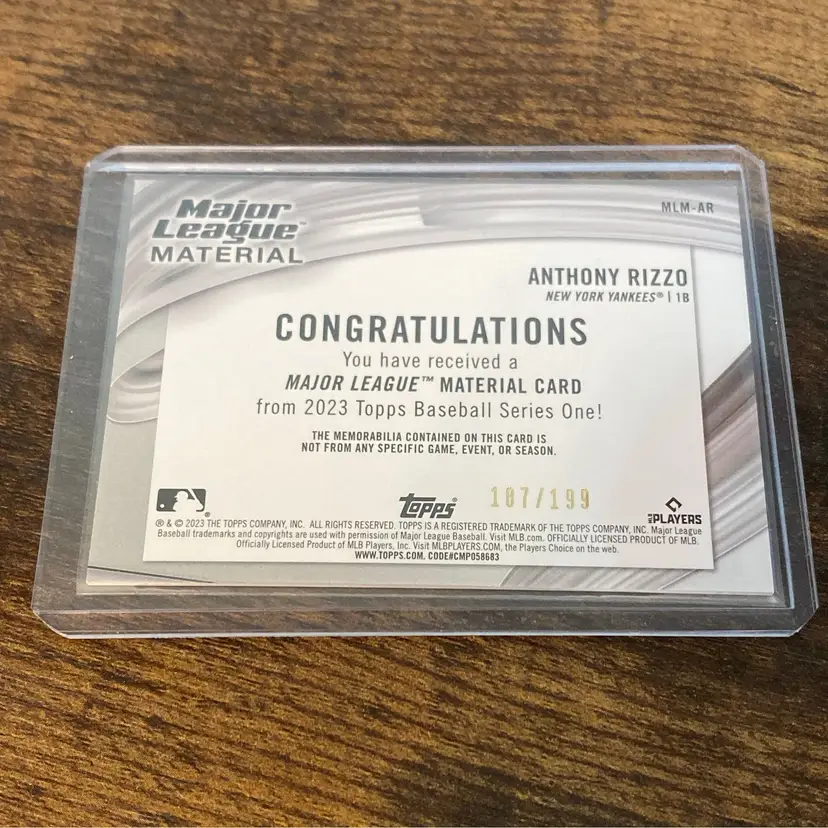 Major
League™
MATERIAL
MLM-AR
ANTHONY RIZZO
NEW YORK YANKEES® | 1B
CONGRATULATIONS
You have received a
MAJOR LEAGUE™ MATERIAL CARD
from 2023 Topps Baseball Series One!
THE MEMORABILIA CONTAINED ON THIS CARD IS
NOT FROM ANY SPECIFIC GAME, EVENT, OR SEASON.
topps®
187/199
PLAYERS
® & © 2023 THE TOPPS COMPANY, INC. ALL RIGHTS RESERVED. TOPPS IS A REGISTERED TRADEMARK OF THE TOPPS COMPANY, INC. Major League
Baseball trademarks and copyrights are used with permission of Major League Baseball. Visit MLB.com. OFFICIALLY LICENSED PRODUCT OF MLB.
Officially Licensed Product of MLB Players, Inc. Visit MLBPLAYERS.COM, the Players Choice on the web.
WWW.TOPPS.COM. CODE#CMP058683